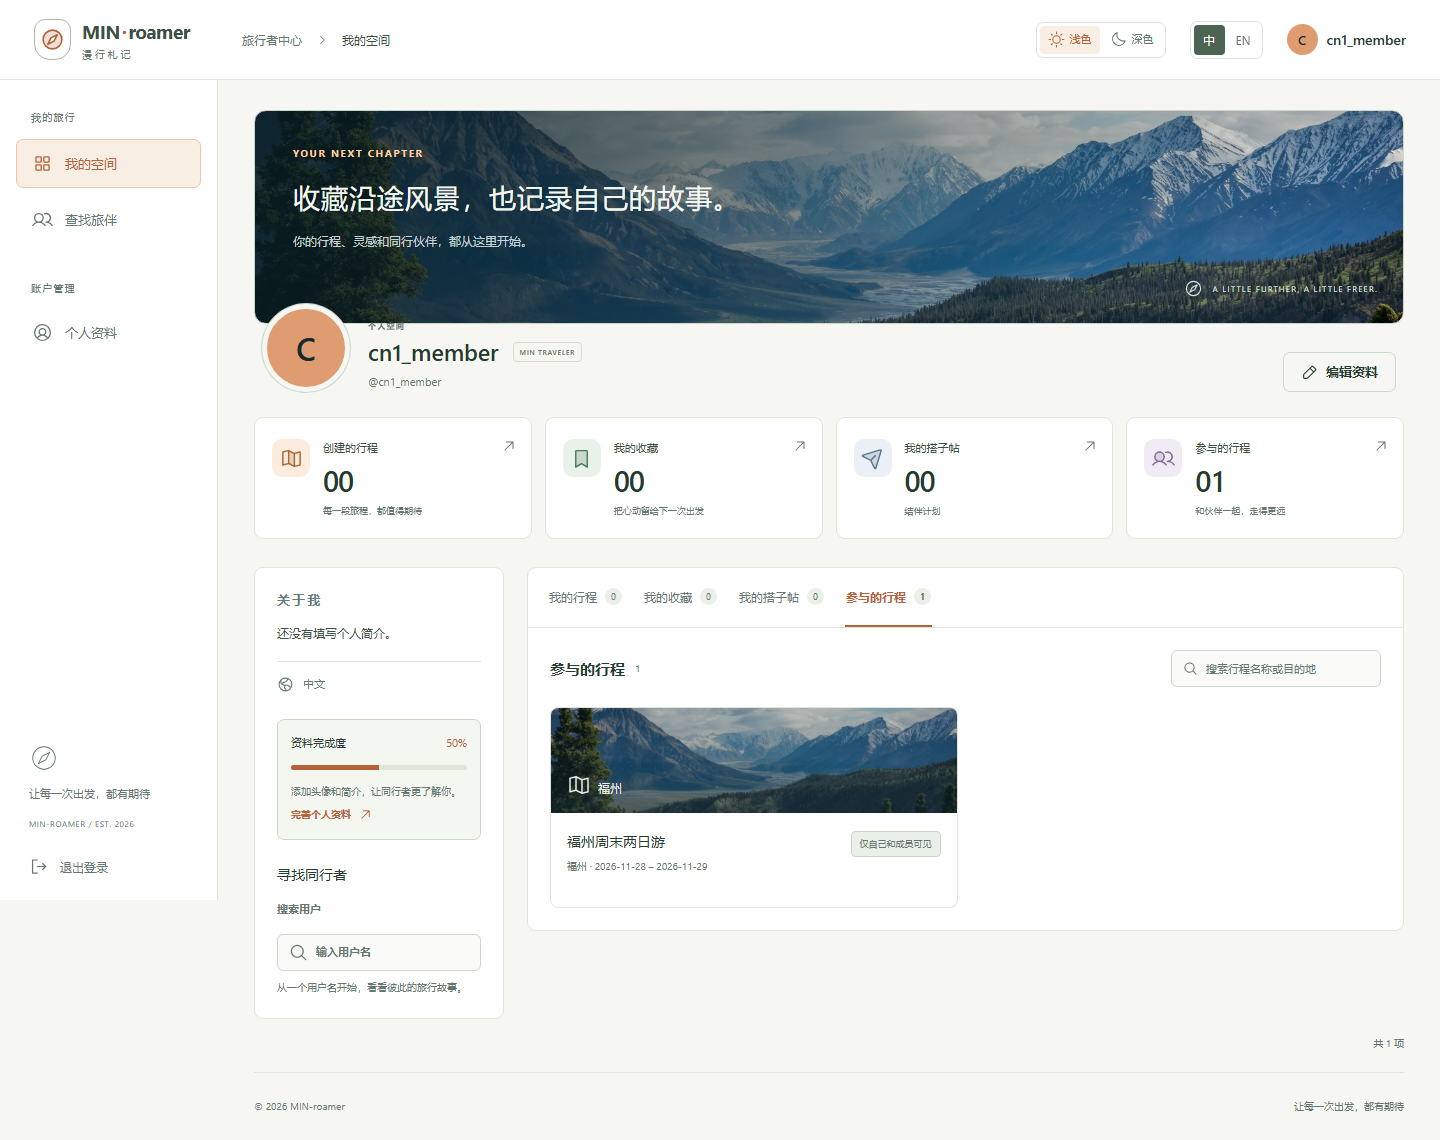 MIN·roamer
漫行札记
旅行者中心 > 我的空间
浅色 深色
中 EN
C cn1_member
我的旅行
我的空间
查找旅伴
账户管理
个人资料
让每一次出发，都有期待
MIN-ROAMER / EST. 2026
退出登录
YOUR NEXT CHAPTER
收藏沿途风景，也记录自己的故事。
你的行程、灵感和同行伙伴，都从这里开始。
A LITTLE FURTHER, A LITTLE FREER.
C
个人空间
cn1_member MIN TRAVELER
@cn1_member
编辑资料
创建的行程
00
每一段旅程，都值得期待
我的收藏
00
把心动留给下一次出发
我的搭子帖
00
结伴计划
参与的行程
01
和伙伴一起，走得更远
关于我
还没有填写个人简介。
中文
资料完成度 50%
添加头像和简介，让同行者更了解你。
完善个人资料
寻找同行者
搜索用户
输入用户名
从一个用户名开始，看看彼此的旅行故事。
我的行程 0 我的收藏 0 我的搭子帖 0 参与的行程 1
参与的行程 1
搜索行程名称或目的地
福州
福州周末两日游
仅自己和成员可见
福州 · 2026-11-28 – 2026-11-29
共 1 项
© 2026 MIN-roamer
让每一次出发，都有期待